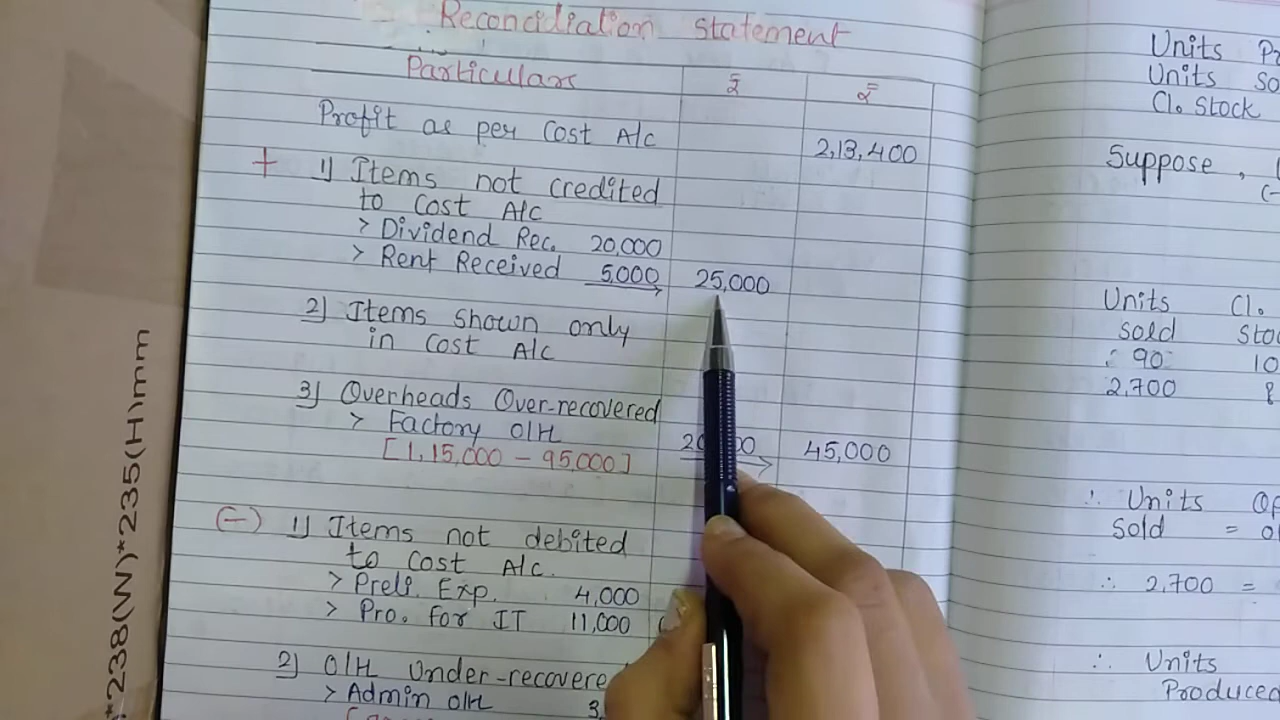 Reconciliation Statement
Particulars ₹ ₹
Profit as per Cost A/c 2,13,400
+ 1) Items not credited
to Cost A/c
> Dividend Rec. 20,000
> Rent Received 5,000 25,000
2) Items shown only
in Cost A/c
3) Overheads Over-recovered
> Factory O/H
[1,15,000 - 95,000] 45,000
(-) 1) Items not debited
to Cost A/c.
> Preli. Exp. 4,000
> Pro. for IT 11,000
2) O/H Under-recovere
> Admin O/H
Units
Units
Cl. Stock
Suppose,
Units Cl.
Sold
90 10
2,700
∴ Units
Sold =
∴ 2,700 =
∴ Units
Produced
*238(W)*235(H)mm